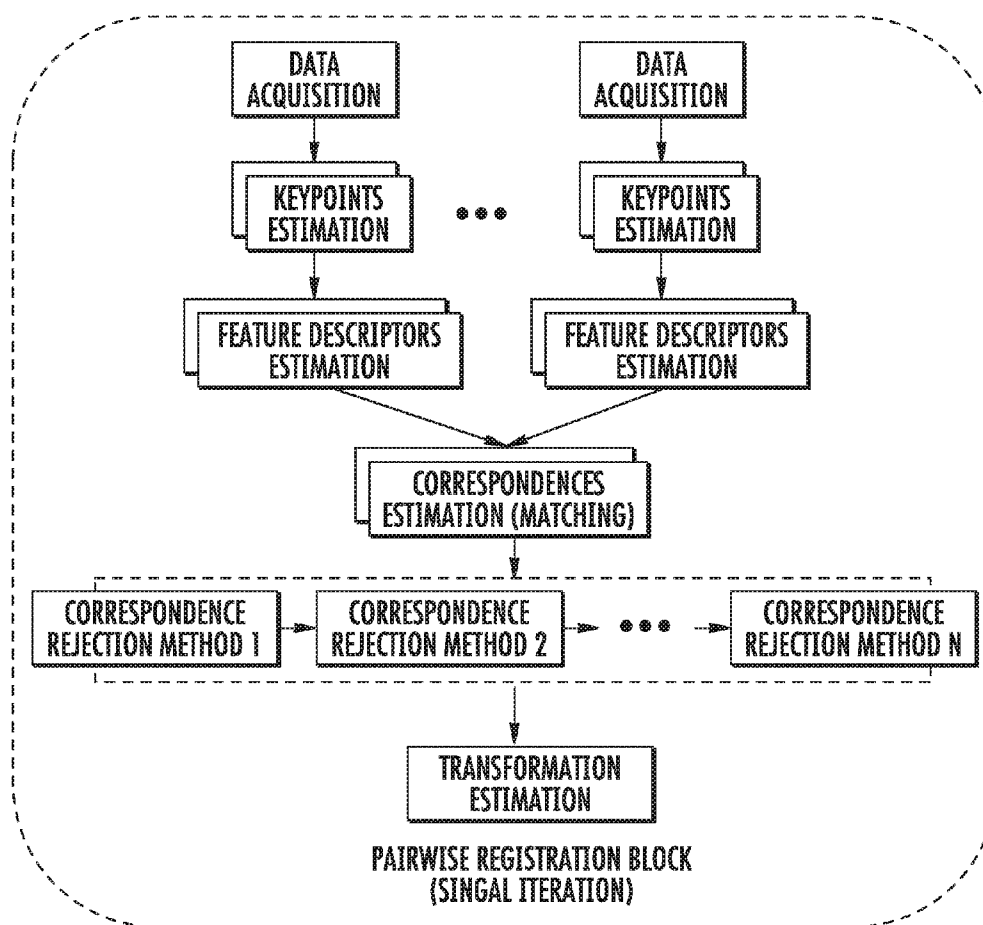 DATA
ACQUISITION
DATA
ACQUISITION
KEYPOINTS
ESTIMATION
KEYPOINTS
ESTIMATION
FEATURE DESCRIPTORS
ESTIMATION
FEATURE DESCRIPTORS
ESTIMATION
CORRESPONDENCES
ESTIMATION (MATCHING)
CORRESPONDENCE
REJECTION METHOD 1
CORRESPONDENCE
REJECTION METHOD 2
CORRESPONDENCE
REJECTION METHOD N
TRANSFORMATION
ESTIMATION
PAIRWISE REGISTRATION BLOCK
(SINGAL ITERATION)